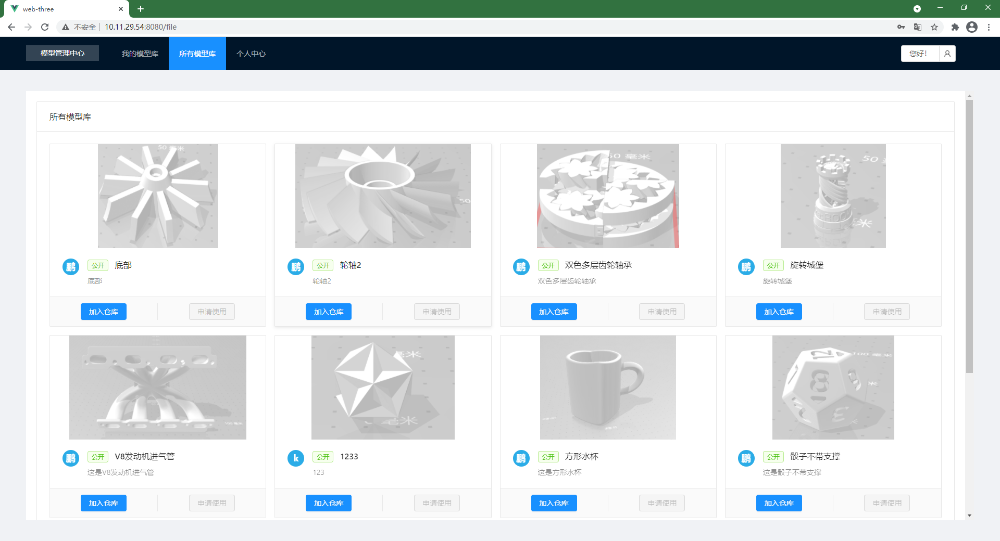 web-three
不安全 10.11.29.54:8080/file
模型管理中心 我的模型库 所有模型库 个人中心 您好!
所有模型库
50 毫米
50
50 毫米
50
米
鹏 公开 底部
底部
鹏 公开 轮轴2
轮轴2
鹏 公开 双色多层齿轮轴承
双色多层齿轮轴承
鹏 公开 旋转城堡
旋转城堡
加入仓库 申请使用
加入仓库 申请使用
加入仓库 申请使用
加入仓库 申请使用
100 毫米
毫米
毫米
100 毫米
12
米
鹏 公开 V8发动机进气管
这是V8发动机进气管
k 公开 1233
123
鹏 公开 方形水杯
这是方形水杯
鹏 公开 骰子不带支撑
这是骰子不带支撑
加入仓库 申请使用
加入仓库 申请使用
加入仓库 申请使用
加入仓库 申请使用